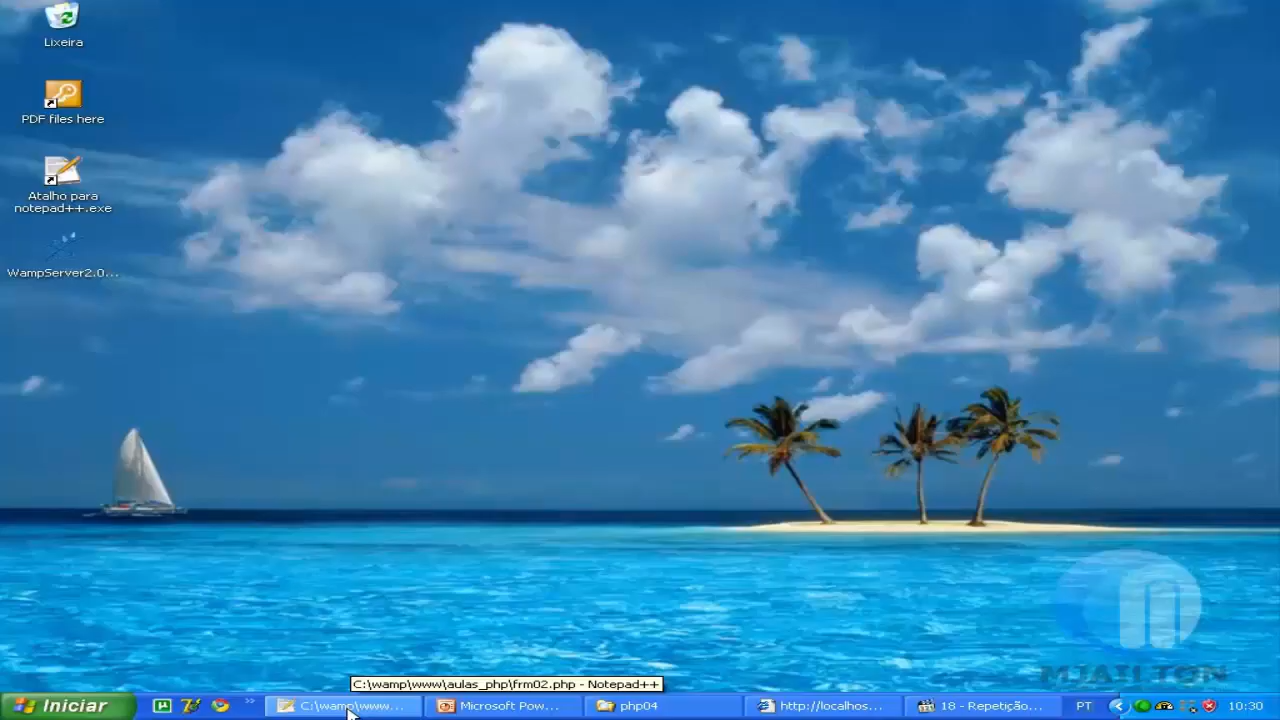 Lixeira
PDF files here
Atalho para
notepad++.exe
WampServer2.0...
MJAILTON
C:\wamp\www\aulas_php\frm02.php - Notepad++
Iniciar
C:\wamp\www...
Microsoft Pow...
php04
http://localhos...
18 - Repetição...
PT
10:30